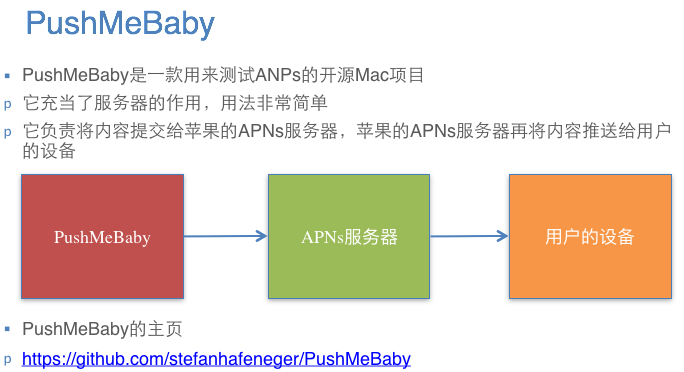 PushMeBaby
▪ PushMeBaby是一款用来测试ANPs的开源Mac项目
p 它充当了服务器的作用，用法非常简单
p 它负责将内容提交给苹果的APNs服务器，苹果的APNs服务器再将内容推送给用户
的设备
PushMeBaby
APNs服务器
用户的设备
▪ PushMeBaby的主页
p https://github.com/stefanhafeneger/PushMeBaby